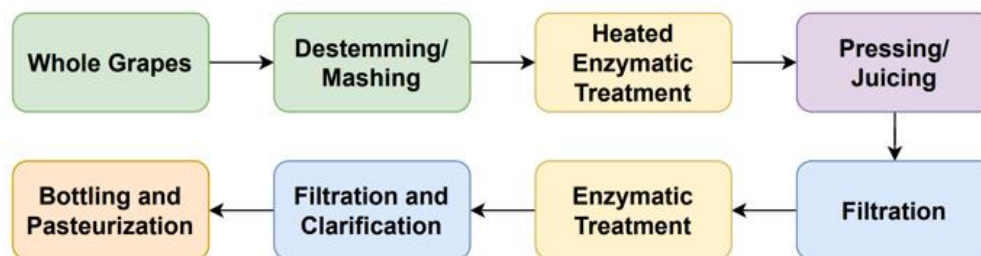 Whole Grapes
Destemming/
Mashing
Heated
Enzymatic
Treatment
Pressing/
Juicing
Filtration
Enzymatic
Treatment
Filtration and
Clarification
Bottling and
Pasteurization